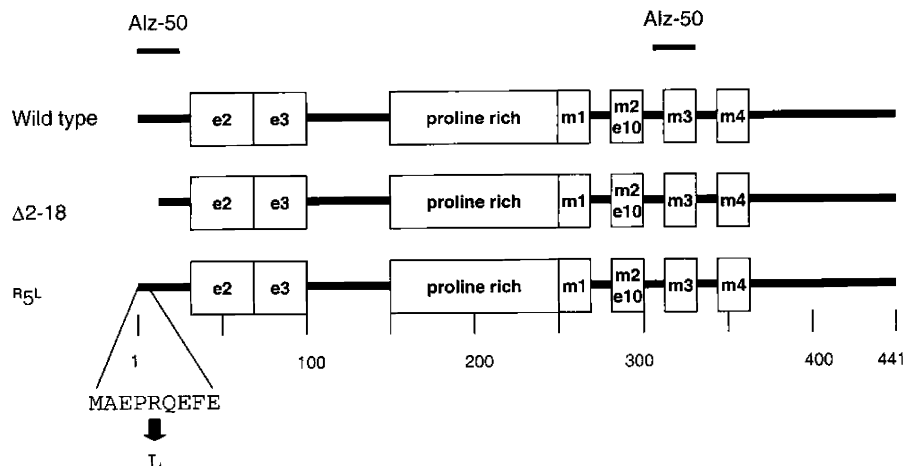 Alz-50 Alz-50
Wild type e2 e3 proline rich m1 m2 e10 m3 m4
Δ2-18 e2 e3 proline rich m1 m2 e10 m3 m4
R5L e2 e3 proline rich m1 m2 e10 m3 m4
1 100 200 300 400 441
MAEPRQEFE
L